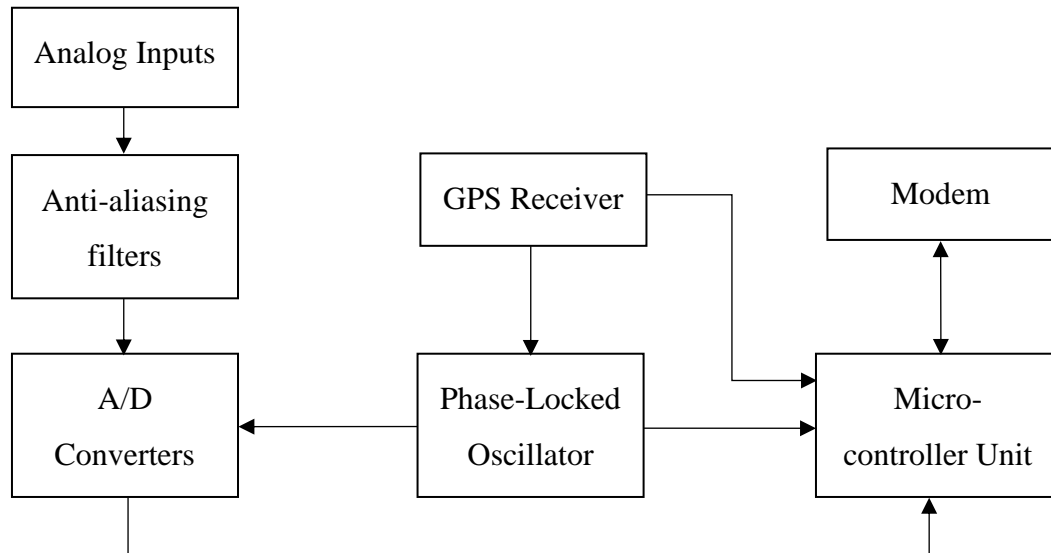 Analog Inputs
Anti-aliasing
filters
GPS Receiver
Modem
A/D
Converters
Phase-Locked
Oscillator
Micro-
controller Unit